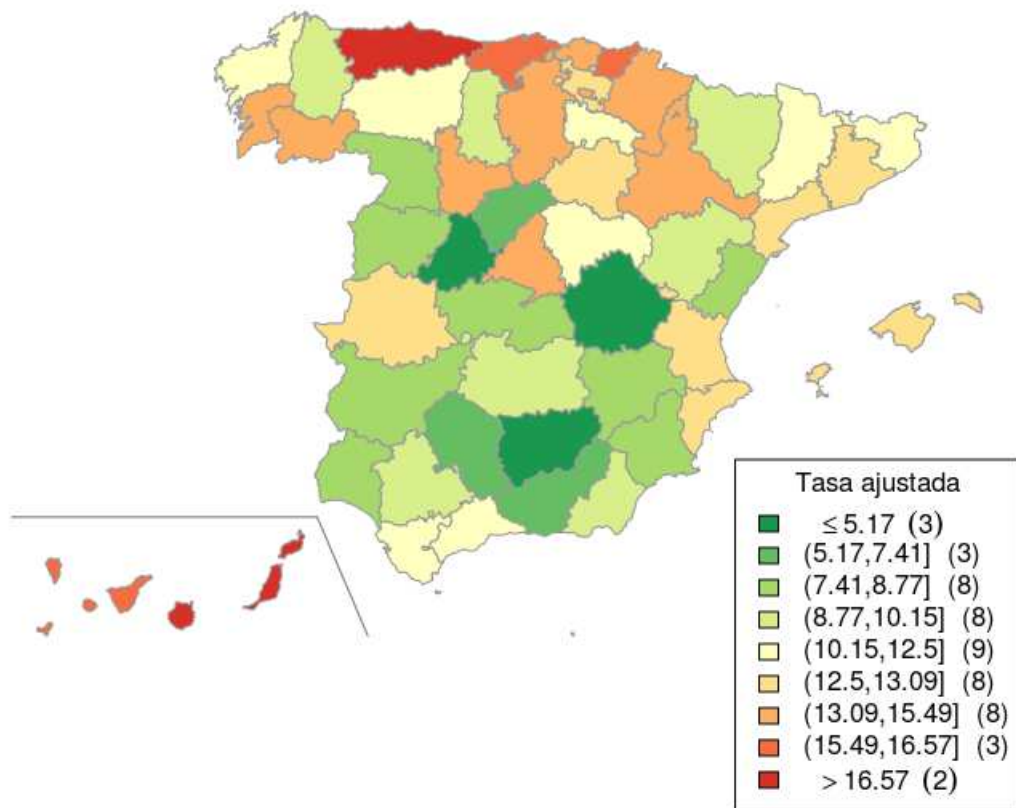 Tasa ajustada
≤ 5.17 (3)
(5.17,7.41] (3)
(7.41,8.77] (8)
(8.77,10.15] (8)
(10.15,12.5] (9)
(12.5,13.09] (8)
(13.09,15.49] (8)
(15.49,16.57] (3)
> 16.57 (2)